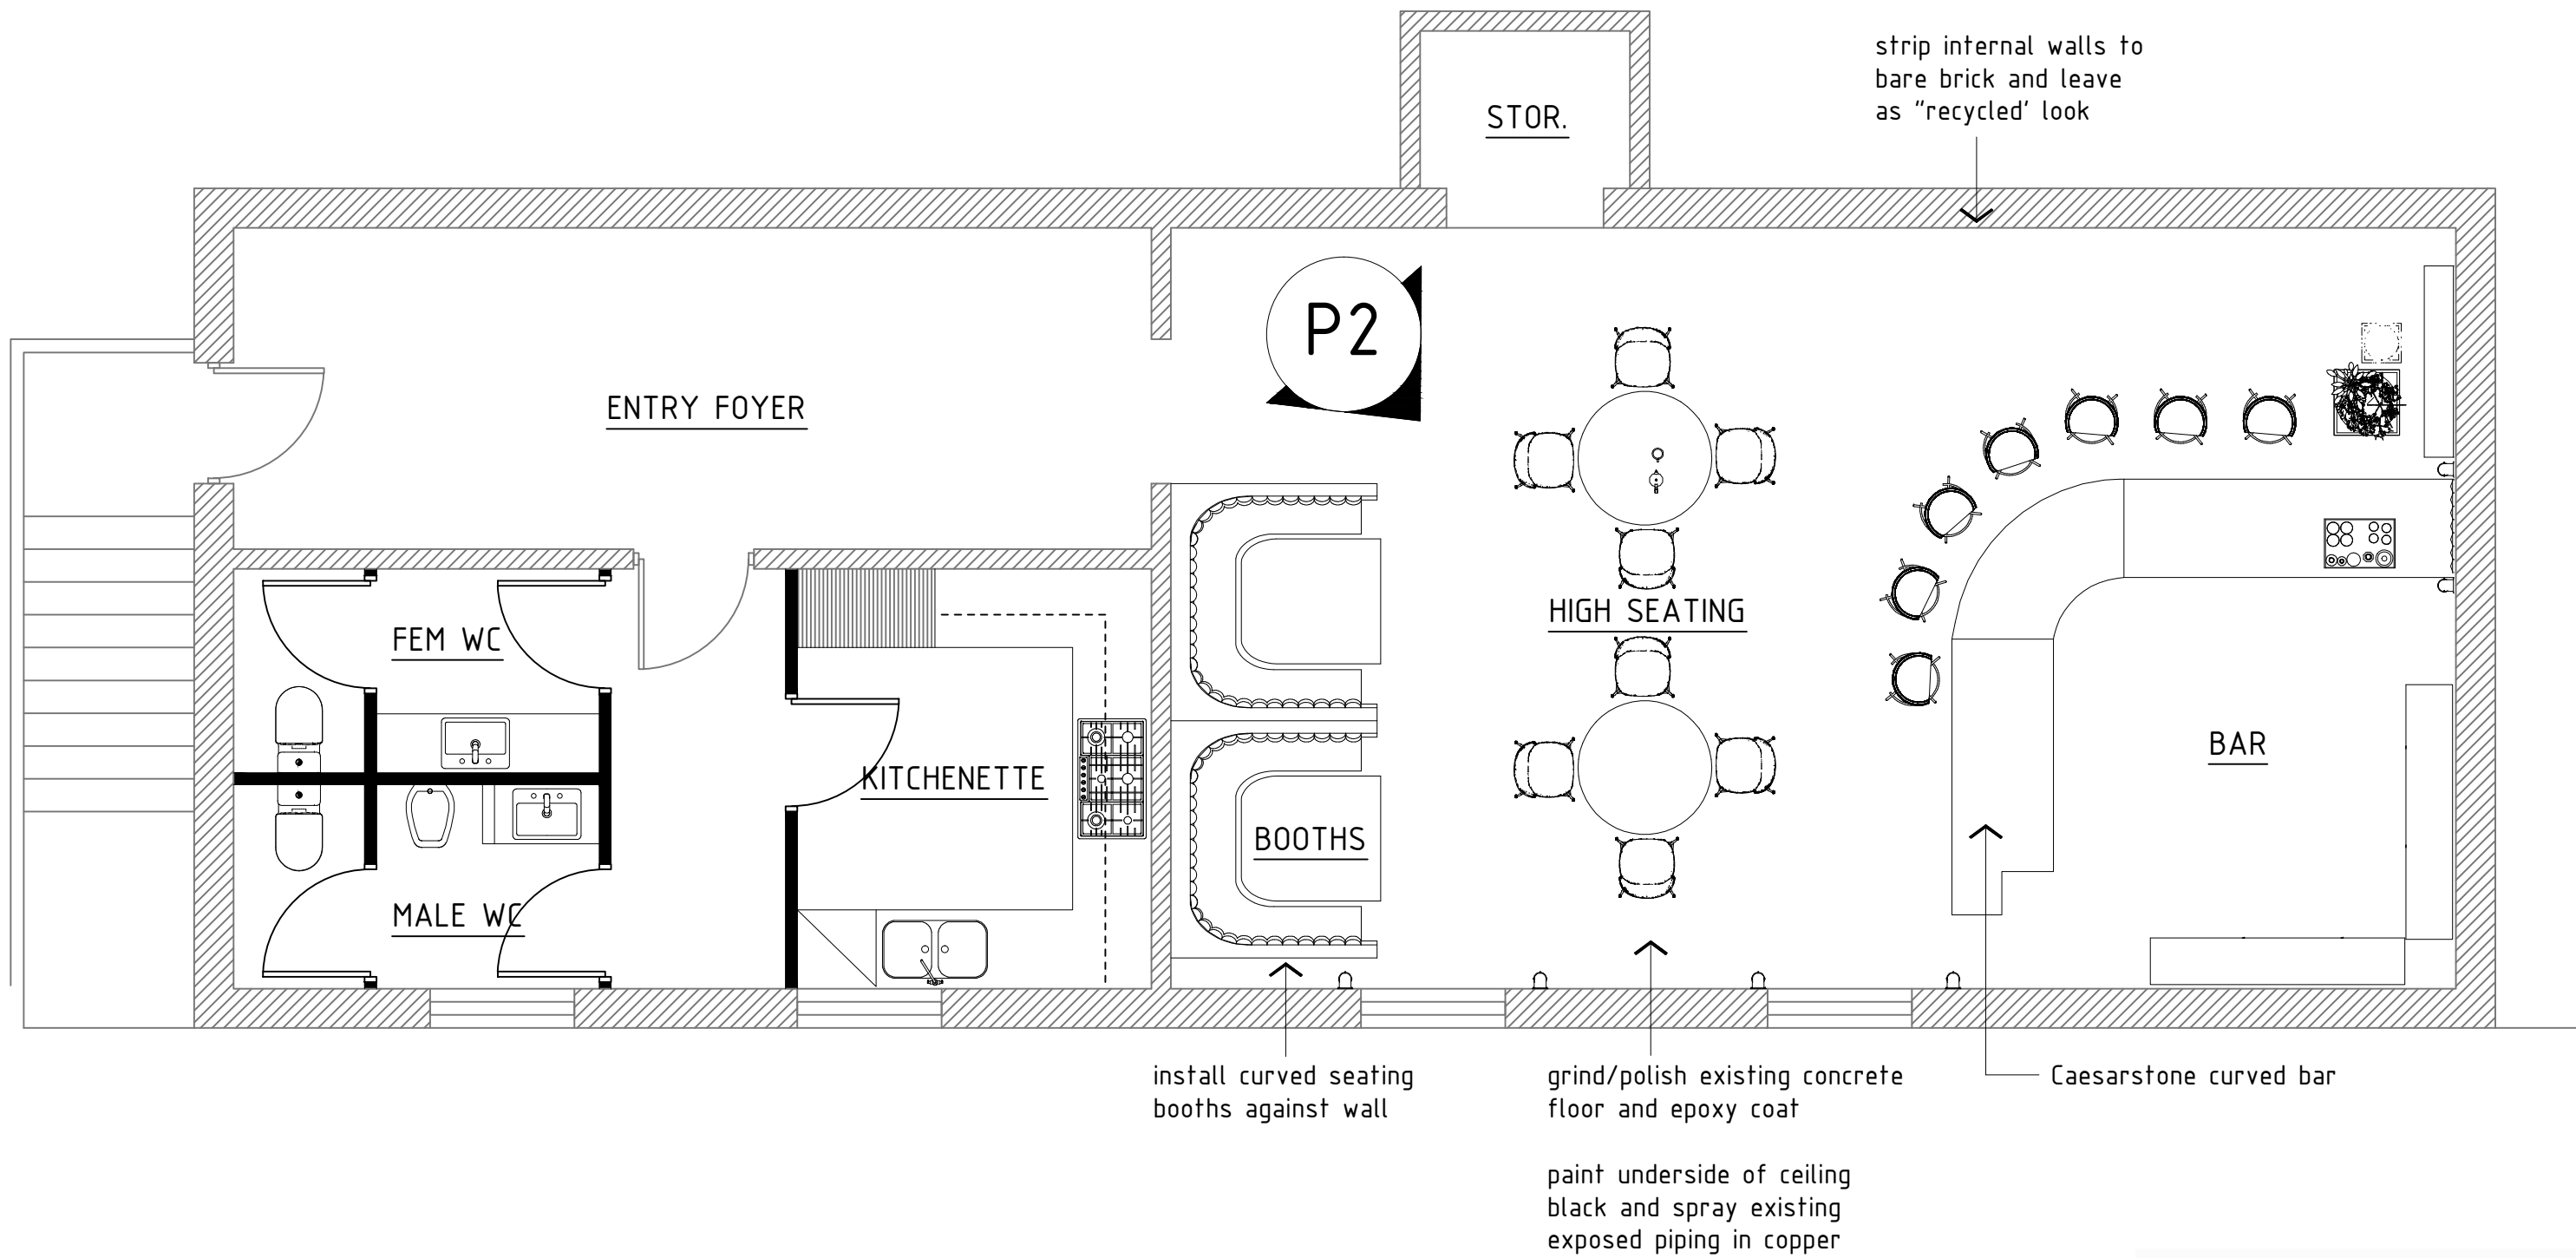 strip internal walls to
bare brick and leave
as "recycled' look
STOR.
P2
ENTRY FOYER
HIGH SEATING
FEM WC
KITCHENETTE
BAR
BOOTHS
MALE WC
install curved seating
booths against wall
grind/polish existing concrete
floor and epoxy coat
Caesarstone curved bar
paint underside of ceiling
black and spray existing
exposed piping in copper